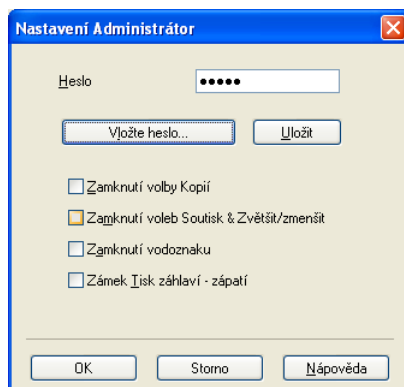 Nastavení Administrátor
Heslo
●●●●●
Vložte heslo...
Uložit
Zamknutí volby Kopií
Zamknutí voleb Soutisk & Zvětšit/zmenšit
Zamknutí vodoznaku
Zámek Tisk záhlaví - zápatí
OK
Storno
Nápověda